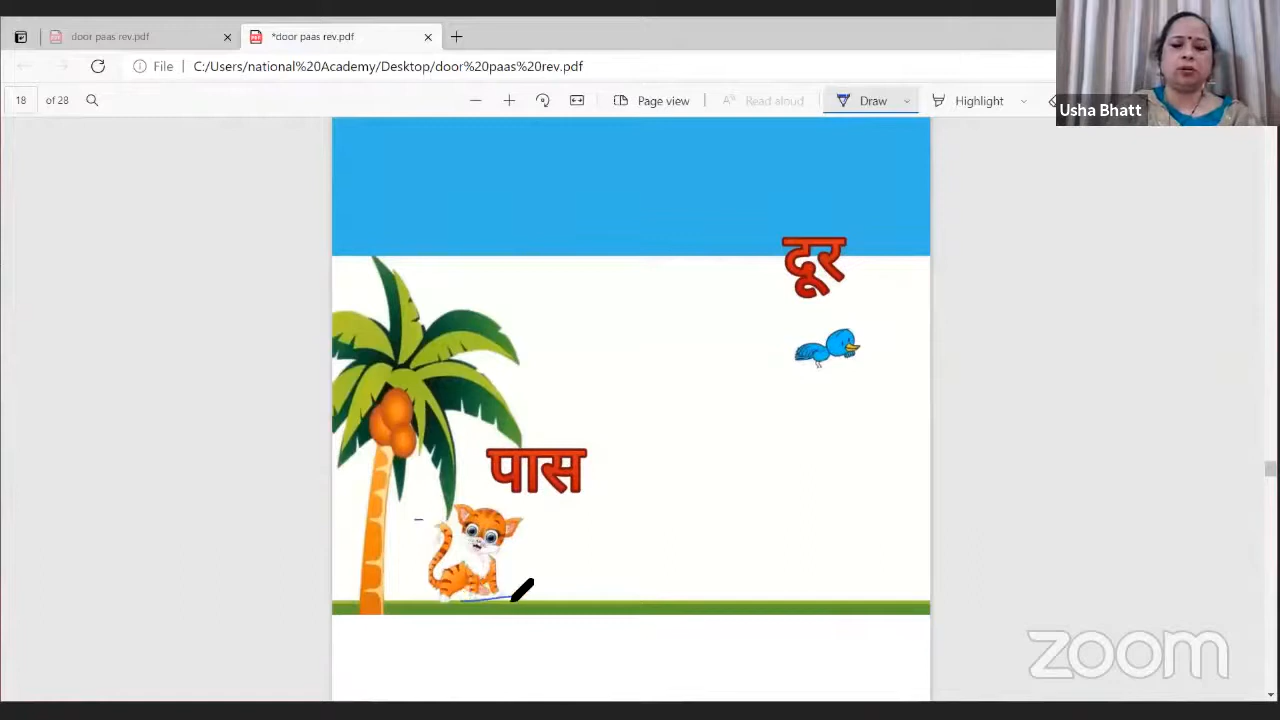 door paas rev.pdf
*door paas rev.pdf
File
C:/Users/national%20Academy/Desktop/door%20paas%20rev.pdf
18 of 28
Page view
Read aloud
Draw
Highlight
Usha Bhatt
दूर
पास
zoom